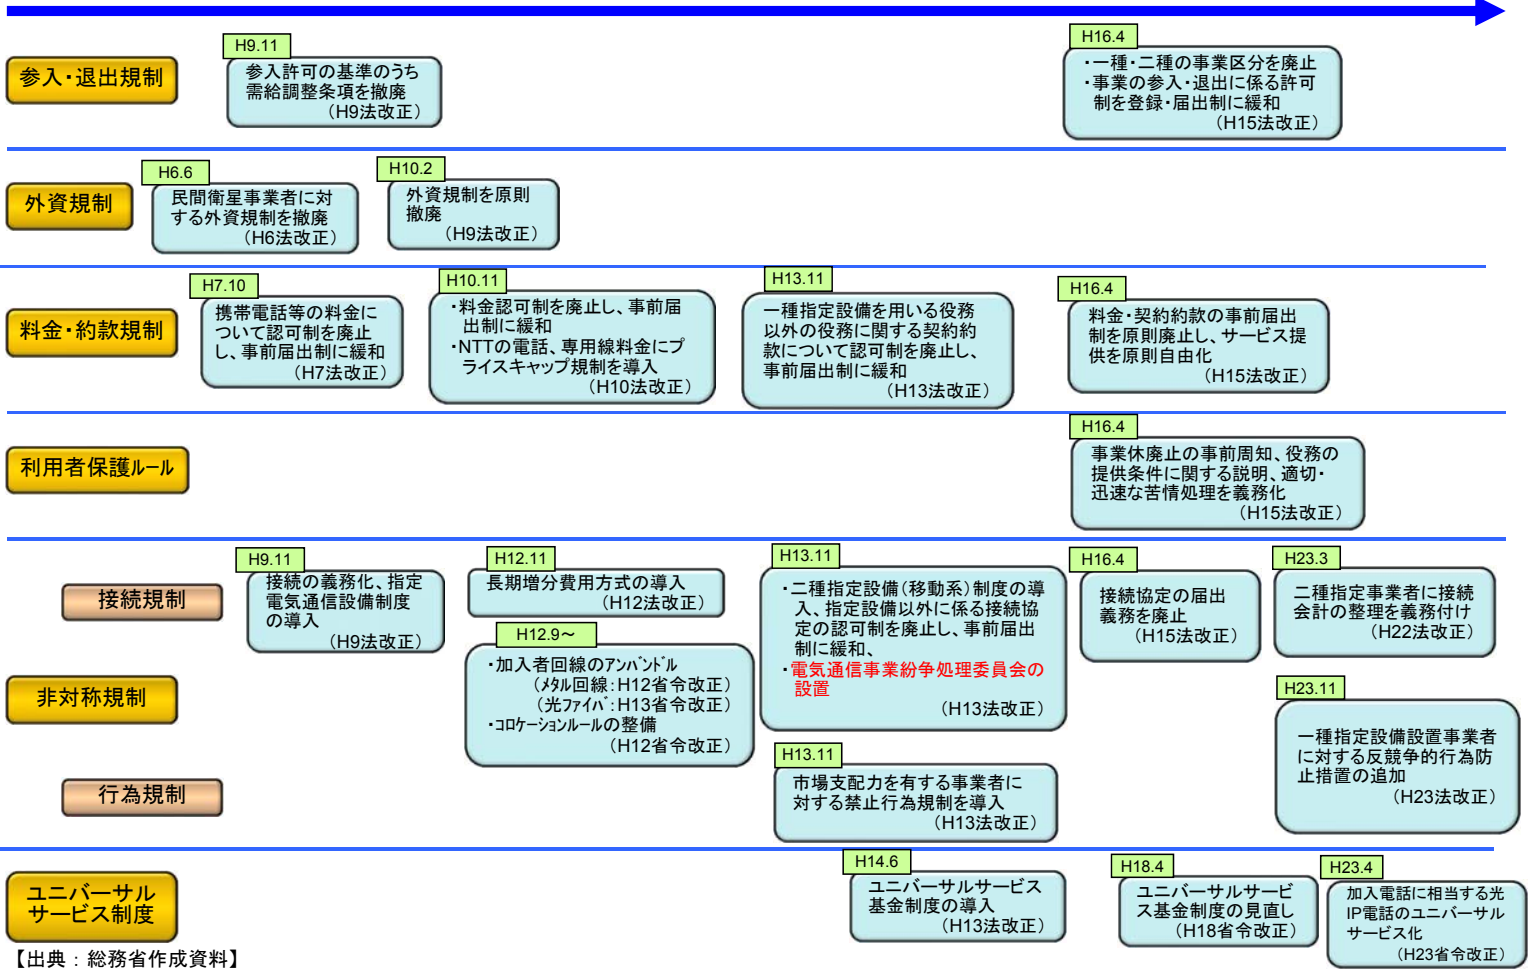 参入・退出規制
H9.11
参入許可の基準のうち
需給調整条項を撤廃
（H9法改正）
H16.4
・一種・二種の事業区分を廃止
・事業の参入・退出に係る許可
制を登録・届出制に緩和
（H15法改正）
外資規制
H6.6
民間衛星事業者に対
する外資規制を撤廃
（H6法改正）
H10.2
外資規制を原則
撤廃
（H9法改正）
料金・約款規制
H7.10
携帯電話等の料金に
ついて認可制を廃止
し、事前届出制に緩和
（H7法改正）
H10.11
・料金認可制を廃止し、事前届
出制に緩和
・NTTの電話、専用線料金にプ
ライスキャップ規制を導入
（H10法改正）
H13.11
一種指定設備を用いる役務
以外の役務に関する契約約
款について認可制を廃止し、
事前届出制に緩和
（H13法改正）
H16.4
料金・契約約款の事前届出
制を原則廃止し、サービス提
供を原則自由化
（H15法改正）
利用者保護ﾙｰﾙ
H16.4
事業休廃止の事前周知、役務の
提供条件に関する説明、適切・
迅速な苦情処理を義務化
（H15法改正）
非対称規制
接続規制
H9.11
接続の義務化、指定
電気通信設備制度
の導入
（H9法改正）
H12.11
長期増分費用方式の導入
（H12法改正）
H12.9～
・加入者回線のｱﾝﾊﾞﾝﾄﾞﾙ
（ﾒﾀﾙ回線：H12省令改正）
（光ﾌｧｲﾊﾞ：H13省令改正）
・ｺﾛｹｰｼｮﾝﾙｰﾙの整備
（H12省令改正）
H13.11
・二種指定設備（移動系）制度の導
入、指定設備以外に係る接続協
定の認可制を廃止し、事前届出
制に緩和、
・電気通信事業紛争処理委員会の
設置
（H13法改正）
H16.4
接続協定の届出
義務を廃止
（H15法改正）
H23.3
二種指定事業者に接続
会計の整理を義務付け
（H22法改正）
行為規制
H13.11
市場支配力を有する事業者に
対する禁止行為規制を導入
（H13法改正）
H23.11
一種指定設備設置事業者
に対する反競争的行為防
止措置の追加
（H23法改正）
ユニバーサル
サービス制度
H14.6
ユニバーサルサービス
基金制度の導入
（H13法改正）
H18.4
ユニバーサルサービ
ス基金制度の見直し
（H18省令改正）
H23.4
加入電話に相当する光
IP電話のユニバーサル
サービス化
（H23省令改正）
【出典：総務省作成資料】